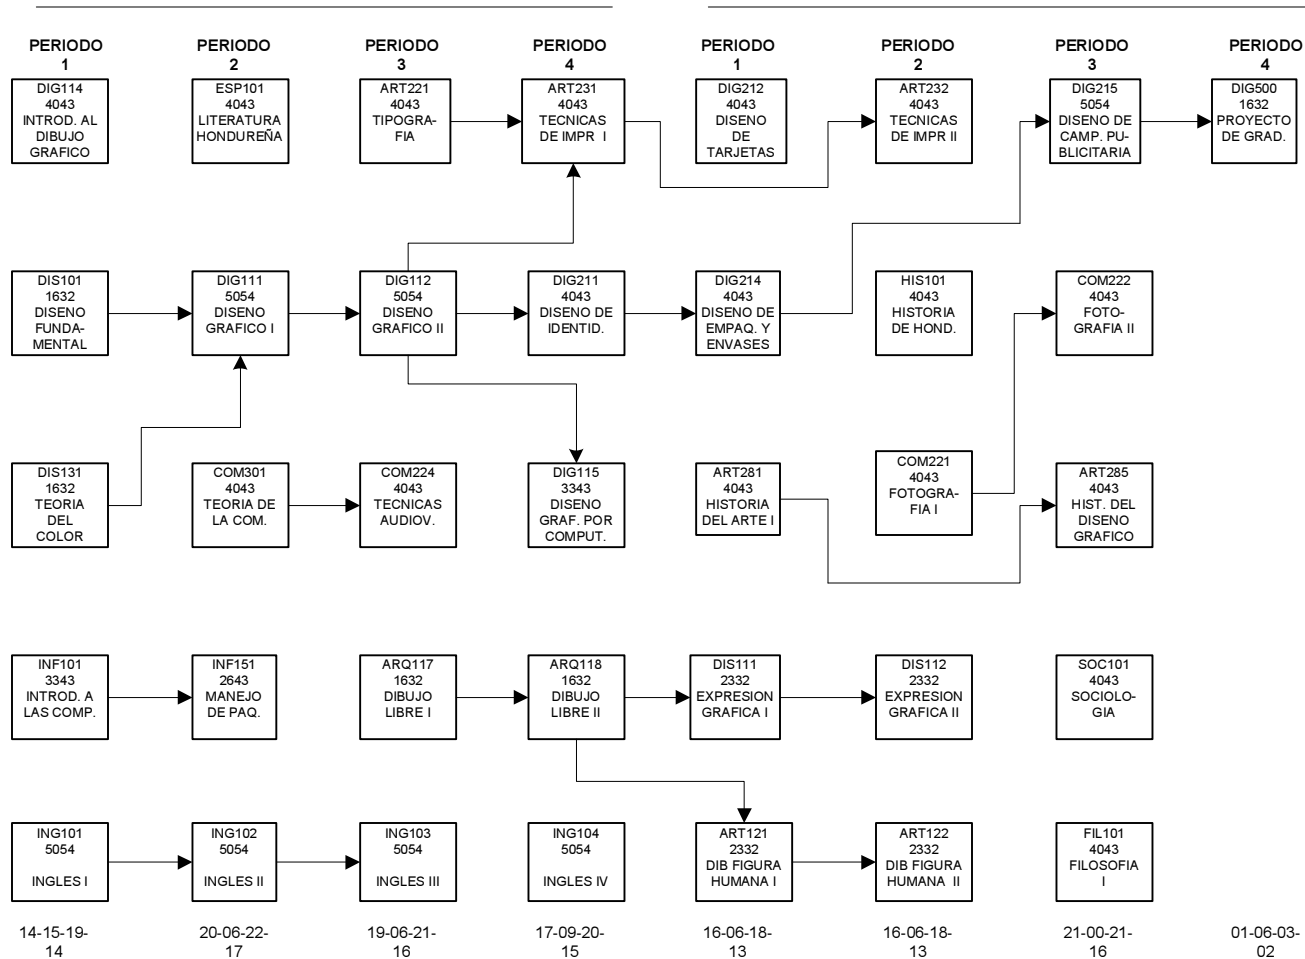 PERIODO
1
PERIODO
2
PERIODO
3
PERIODO
4
PERIODO
1
PERIODO
2
PERIODO
3
PERIODO
4
DIG114
4043
INTROD. AL
DIBUJO
GRAFICO
ESP101
4043
LITERATURA
HONDUREÑA
ART221
4043
TIPOGRA-
FIA
ART231
4043
TECNICAS
DE IMPR I
DIG212
4043
DISENO
DE
TARJETAS
ART232
4043
TECNICAS
DE IMPR II
DIG215
5054
DISENO DE
CAMP. PU-
BLICITARIA
DIG500
1632
PROYECTO
DE GRAD.
DIS101
1632
DISENO
FUNDA-
MENTAL
DIG111
5054
DISENO
GRAFICO I
DIG112
5054
DISENO
GRAFICO II
DIG211
4043
DISENO DE
IDENTID.
DIG214
4043
DISENO DE
EMPAQ. Y
ENVASES
HIS101
4043
HISTORIA
DE HOND.
COM222
4043
FOTO-
GRAFIA II
DIS131
1632
TEORIA
DEL
COLOR
COM301
4043
TEORIA DE
LA COM.
COM224
4043
TECNICAS
AUDIOV.
DIG115
3343
DISENO
GRAF. POR
COMPUT.
ART281
4043
HISTORIA
DEL ARTE I
COM221
4043
FOTOGRA-
FIA I
ART285
4043
HIST. DEL
DISENO
GRAFICO
INF101
3343
INTROD. A
LAS COMP.
INF151
2643
MANEJO
DE PAQ.
ARQ117
1632
DIBUJO
LIBRE I
ARQ118
1632
DIBUJO
LIBRE II
DIS111
2332
EXPRESION
GRAFICA I
DIS112
2332
EXPRESION
GRAFICA II
SOC101
4043
SOCIOLO-
GIA
ING101
5054
INGLES I
ING102
5054
INGLES II
ING103
5054
INGLES III
ING104
5054
INGLES IV
ART121
2332
DIB FIGURA
HUMANA I
ART122
2332
DIB FIGURA
HUMANA II
FIL101
4043
FILOSOFIA
I
14-15-19-
14
20-06-22-
17
19-06-21-
16
17-09-20-
15
16-06-18-
13
16-06-18-
13
21-00-21-
16
01-06-03-
02